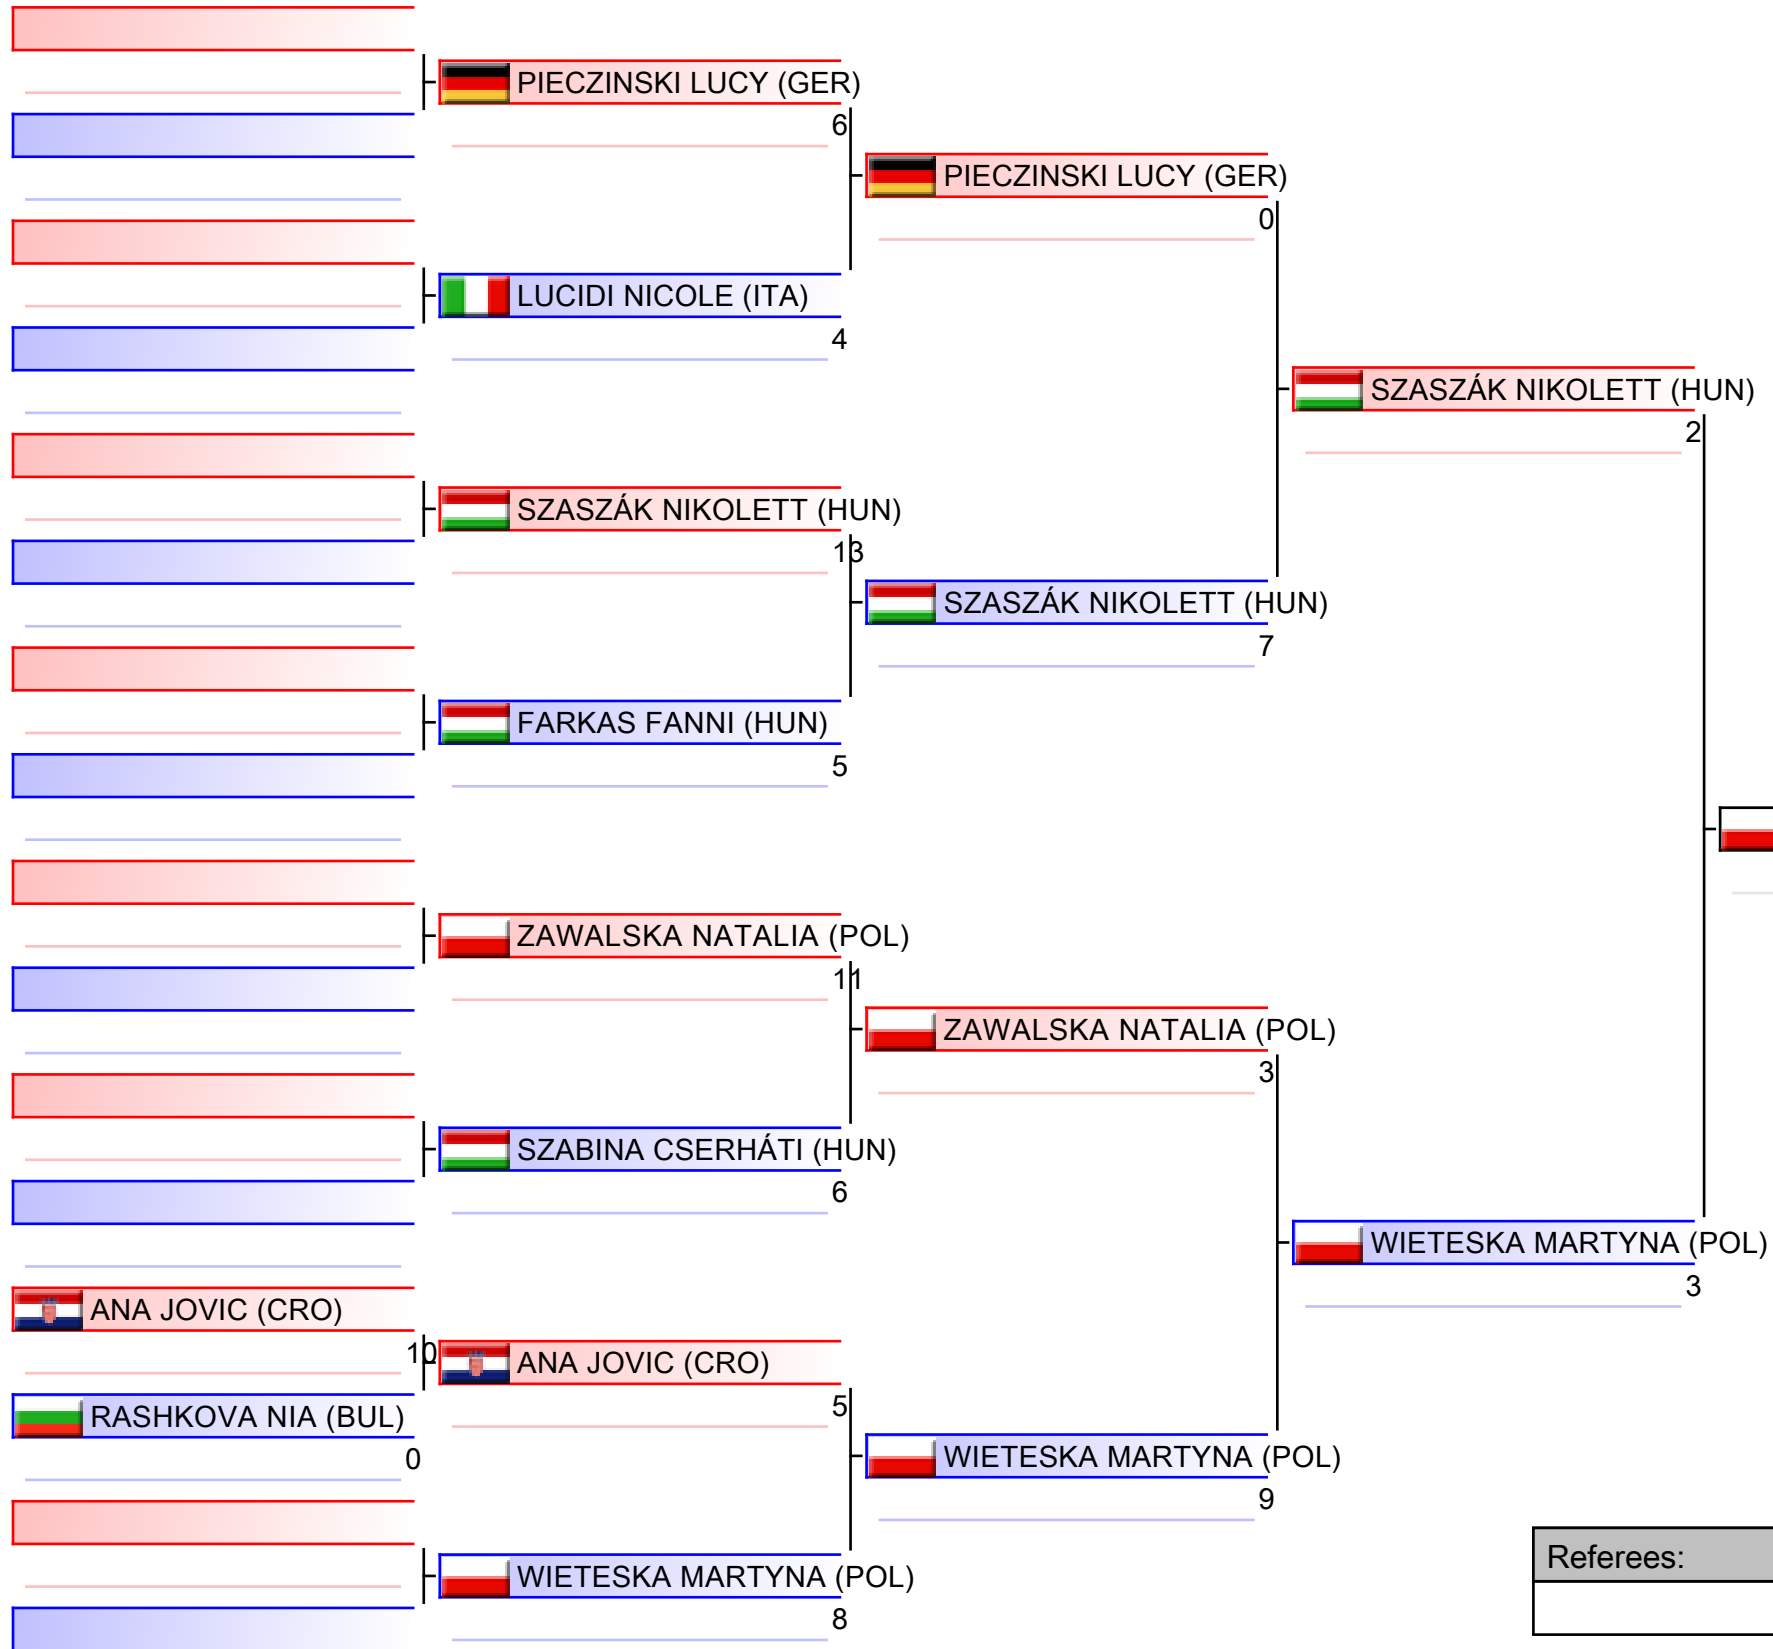 PIECZINSKI LUCY (GER)
6
PIECZINSKI LUCY (GER)
0
LUCIDI NICOLE (ITA)
4
SZASZÁK NIKOLETT (HUN)
2
SZASZÁK NIKOLETT (HUN)
13
SZASZÁK NIKOLETT (HUN)
7
FARKAS FANNI (HUN)
5
ZAWALSKA NATALIA (POL)
11
ZAWALSKA NATALIA (POL)
3
SZABINA CSERHÁTI (HUN)
6
WIETESKA MARTYNA (POL)
3
ANA JOVIC (CRO)
10
ANA JOVIC (CRO)
5
RASHKOVA NIA (BUL)
0
WIETESKA MARTYNA (POL)
9
WIETESKA MARTYNA (POL)
8
Referees: